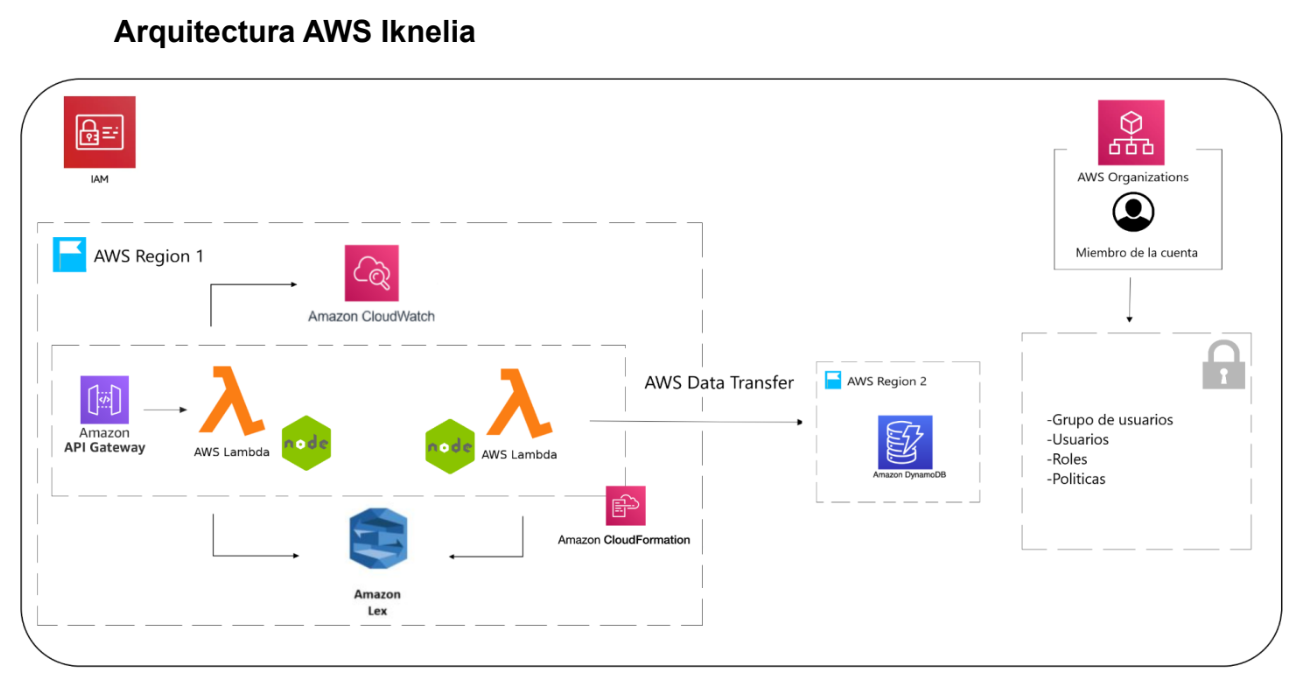 Arquitectura AWS Iknelia
IAM
AWS Organizations
Miembro de la cuenta
AWS Region 1
Amazon CloudWatch
Amazon
API Gateway
AWS Lambda
node
node
AWS Lambda
Amazon CloudFormation
Amazon
Lex
AWS Data Transfer
AWS Region 2
Amazon DynamoDB
-Grupo de usuarios
-Usuarios
-Roles
-Politicas